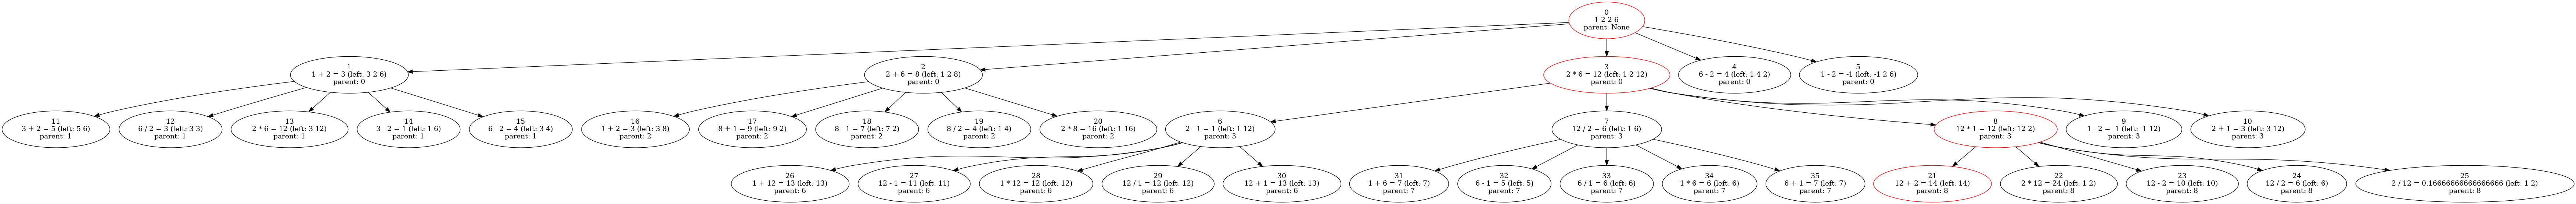 0
1 2 2 6
parent: None
1
1 + 2 = 3 (left: 3 2 6)
parent: 0
2
2 + 6 = 8 (left: 1 2 8)
parent: 0
3
2 * 6 = 12 (left: 1 2 12)
parent: 0
4
6 - 2 = 4 (left: 1 4 2)
parent: 0
5
1 - 2 = -1 (left: -1 2 6)
parent: 0
11
3 + 2 = 5 (left: 5 6)
parent: 1
12
6 / 2 = 3 (left: 3 3)
parent: 1
13
2 * 6 = 12 (left: 3 12)
parent: 1
14
3 - 2 = 1 (left: 1 6)
parent: 1
15
6 - 2 = 4 (left: 3 4)
parent: 1
16
1 + 2 = 3 (left: 3 8)
parent: 2
17
8 + 1 = 9 (left: 9 2)
parent: 2
18
8 - 1 = 7 (left: 7 2)
parent: 2
19
8 / 2 = 4 (left: 1 4)
parent: 2
20
2 * 8 = 16 (left: 1 16)
parent: 2
6
2 - 1 = 1 (left: 1 12)
parent: 3
7
12 / 2 = 6 (left: 1 6)
parent: 3
8
12 * 1 = 12 (left: 12 2)
parent: 3
9
1 - 2 = -1 (left: -1 12)
parent: 3
10
2 + 1 = 3 (left: 3 12)
parent: 3
26
1 + 12 = 13 (left: 13)
parent: 6
27
12 - 1 = 11 (left: 11)
parent: 6
28
1 * 12 = 12 (left: 12)
parent: 6
29
12 / 1 = 12 (left: 12)
parent: 6
30
12 + 1 = 13 (left: 13)
parent: 6
31
1 + 6 = 7 (left: 7)
parent: 7
32
6 - 1 = 5 (left: 5)
parent: 7
33
6 / 1 = 6 (left: 6)
parent: 7
34
1 * 6 = 6 (left: 6)
parent: 7
35
6 + 1 = 7 (left: 7)
parent: 7
21
12 + 2 = 14 (left: 14)
parent: 8
22
2 * 12 = 24 (left: 1 2)
parent: 8
23
12 - 2 = 10 (left: 10)
parent: 8
24
12 / 2 = 6 (left: 6)
parent: 8
25
2 / 12 = 0.16666666666666666 (left: 1 2)
parent: 8